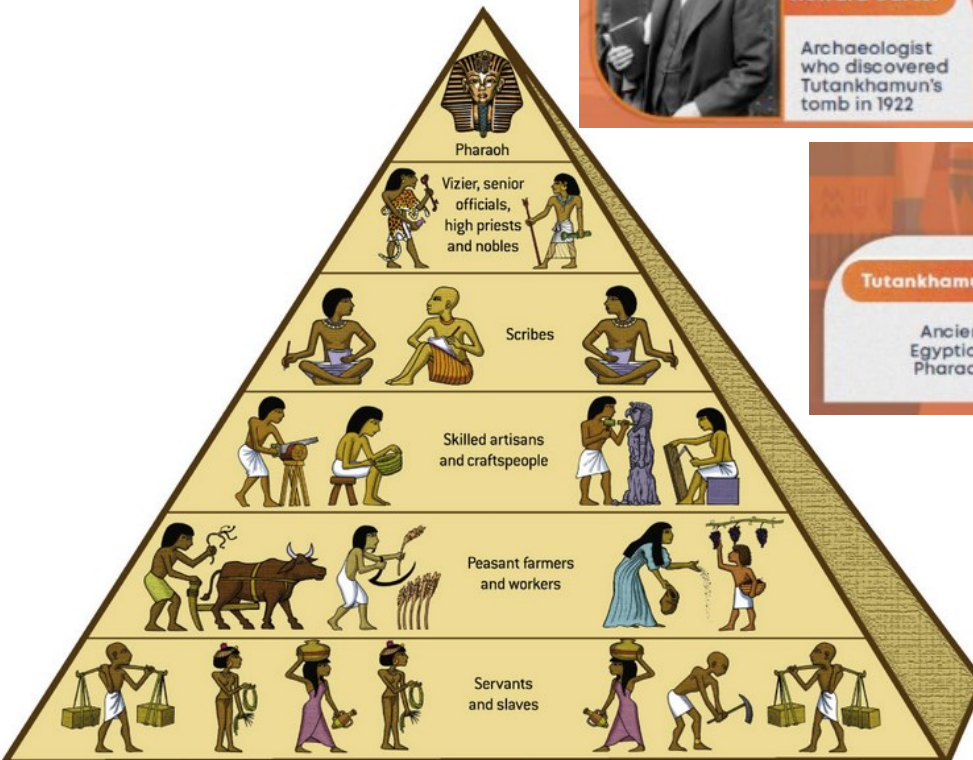 Archaeologist
who discovered
Tutankhamun's
tomb in 1922
Pharaoh
Vizier, senior
officials,
high priests
and nobles
Scribes
Skilled artisans
and craftspeople
Peasant farmers
and workers
Servants
and slaves